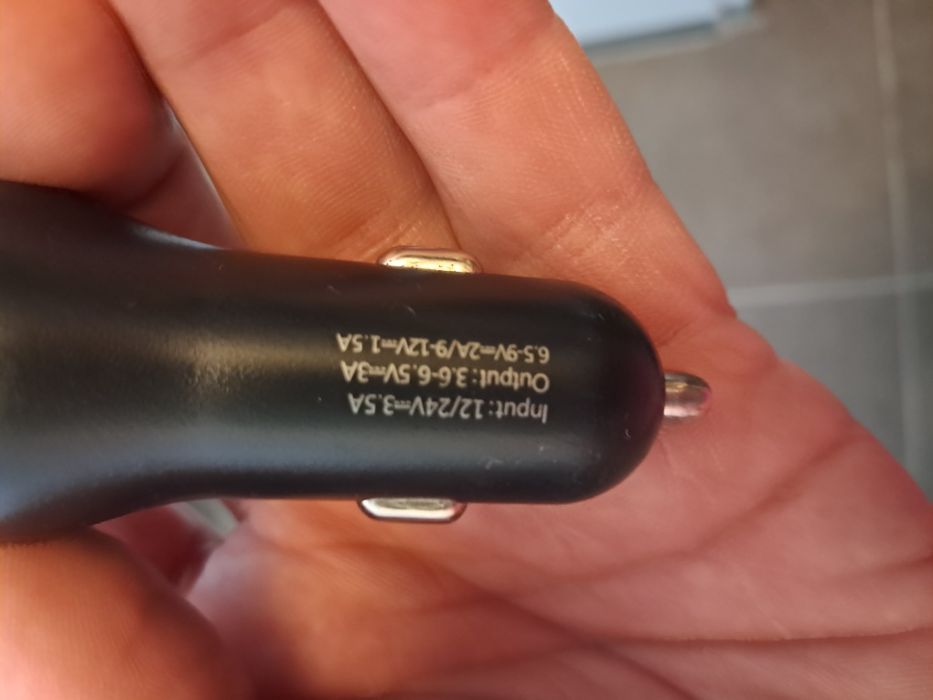 Input: 12/24V⎓3.5A
Output: 3.6-6.5V⎓3A
6.5-9V⎓2A/9-12V⎓1.5A